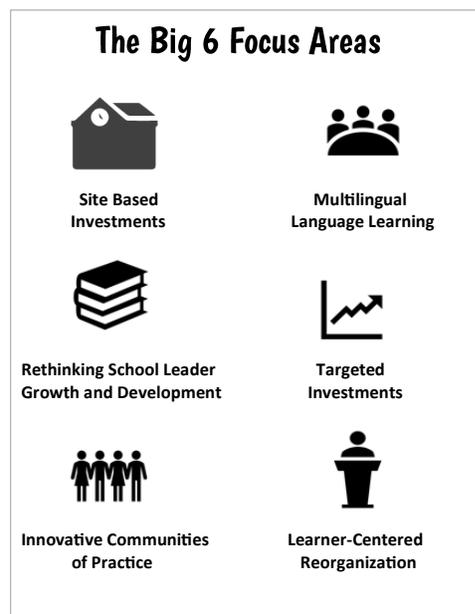 The Big 6 Focus Areas
Site Based
Investments
Multilingual
Language Learning
Rethinking School Leader
Growth and Development
Targeted
Investments
Innovative Communities
of Practice
Learner-Centered
Reorganization